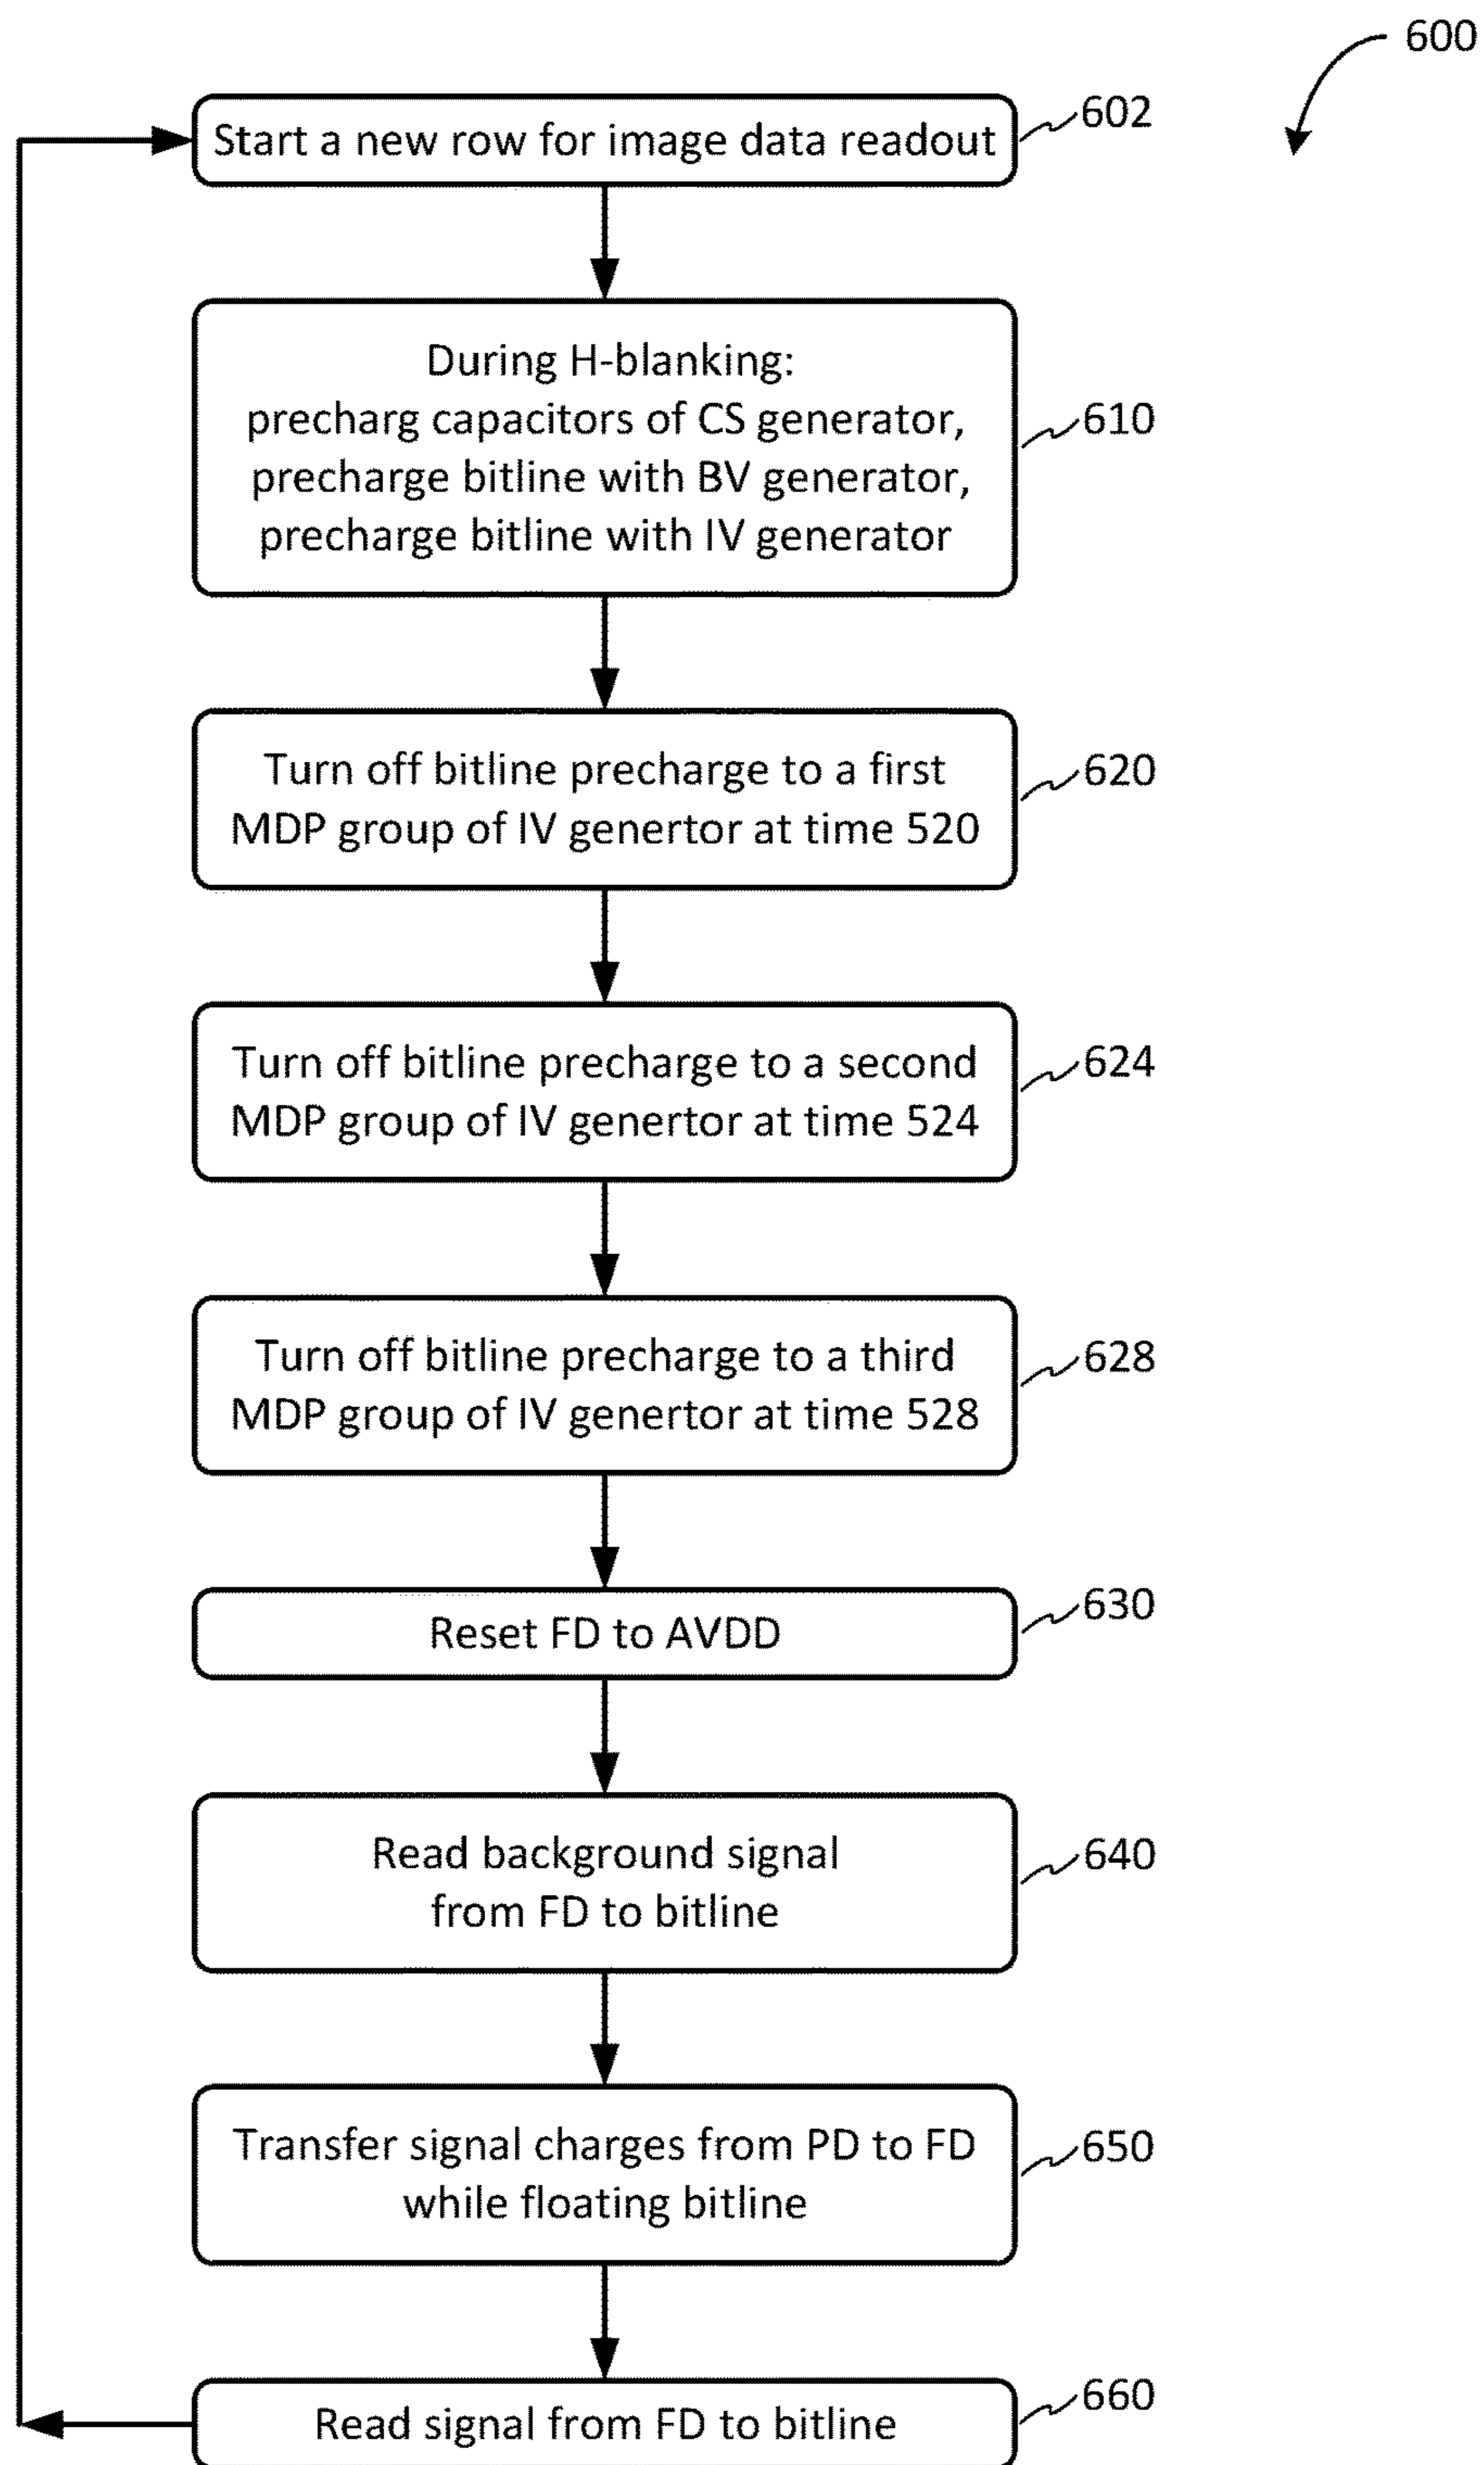 600
Start a new row for image data readout
602
During H-blanking:
precharg capacitors of CS generator,
precharge bitline with BV generator,
precharge bitline with IV generator
610
Turn off bitline precharge to a first
MDP group of IV genertor at time 520
620
Turn off bitline precharge to a second
MDP group of IV genertor at time 524
624
Turn off bitline precharge to a third
MDP group of IV genertor at time 528
628
Reset FD to AVDD
630
Read background signal
from FD to bitline
640
Transfer signal charges from PD to FD
while floating bitline
650
Read signal from FD to bitline
660